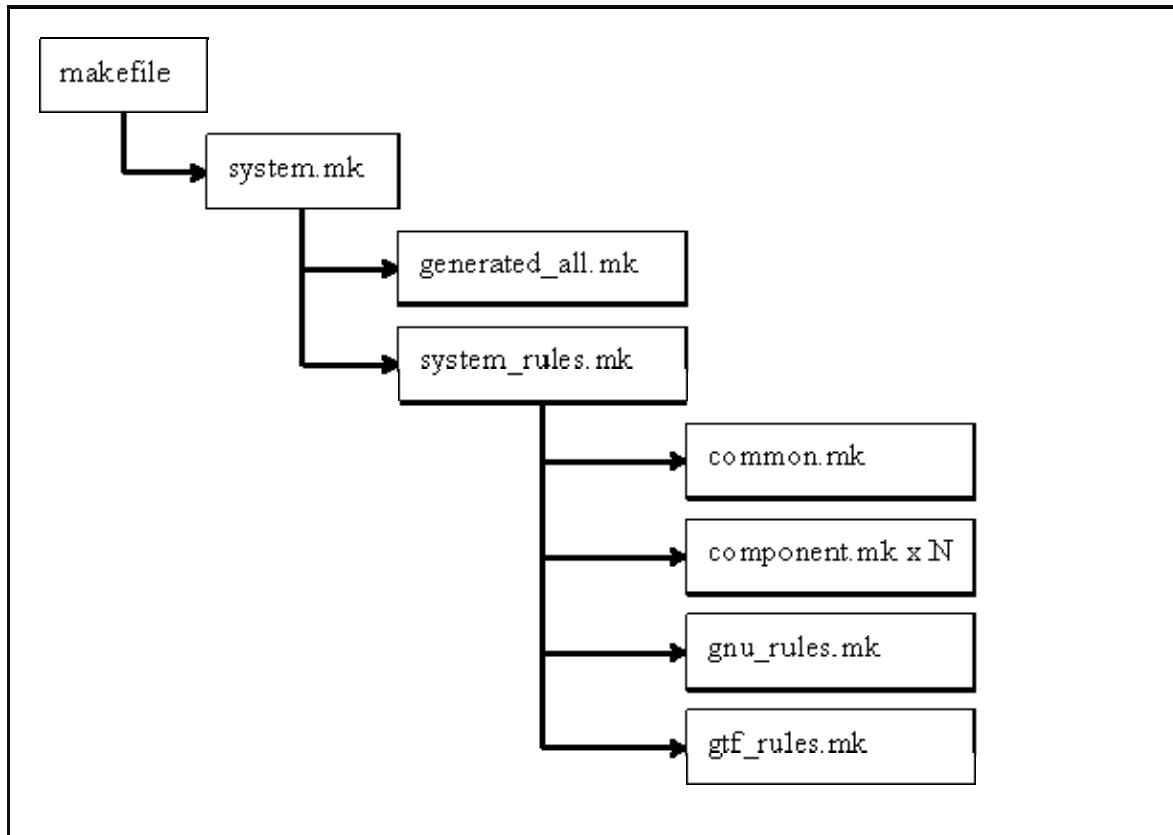 makefile
system.mk
generated_all.mk
system_rules.mk
common.mk
component.mk x N
gnu_rules.mk
gtf_rules.mk